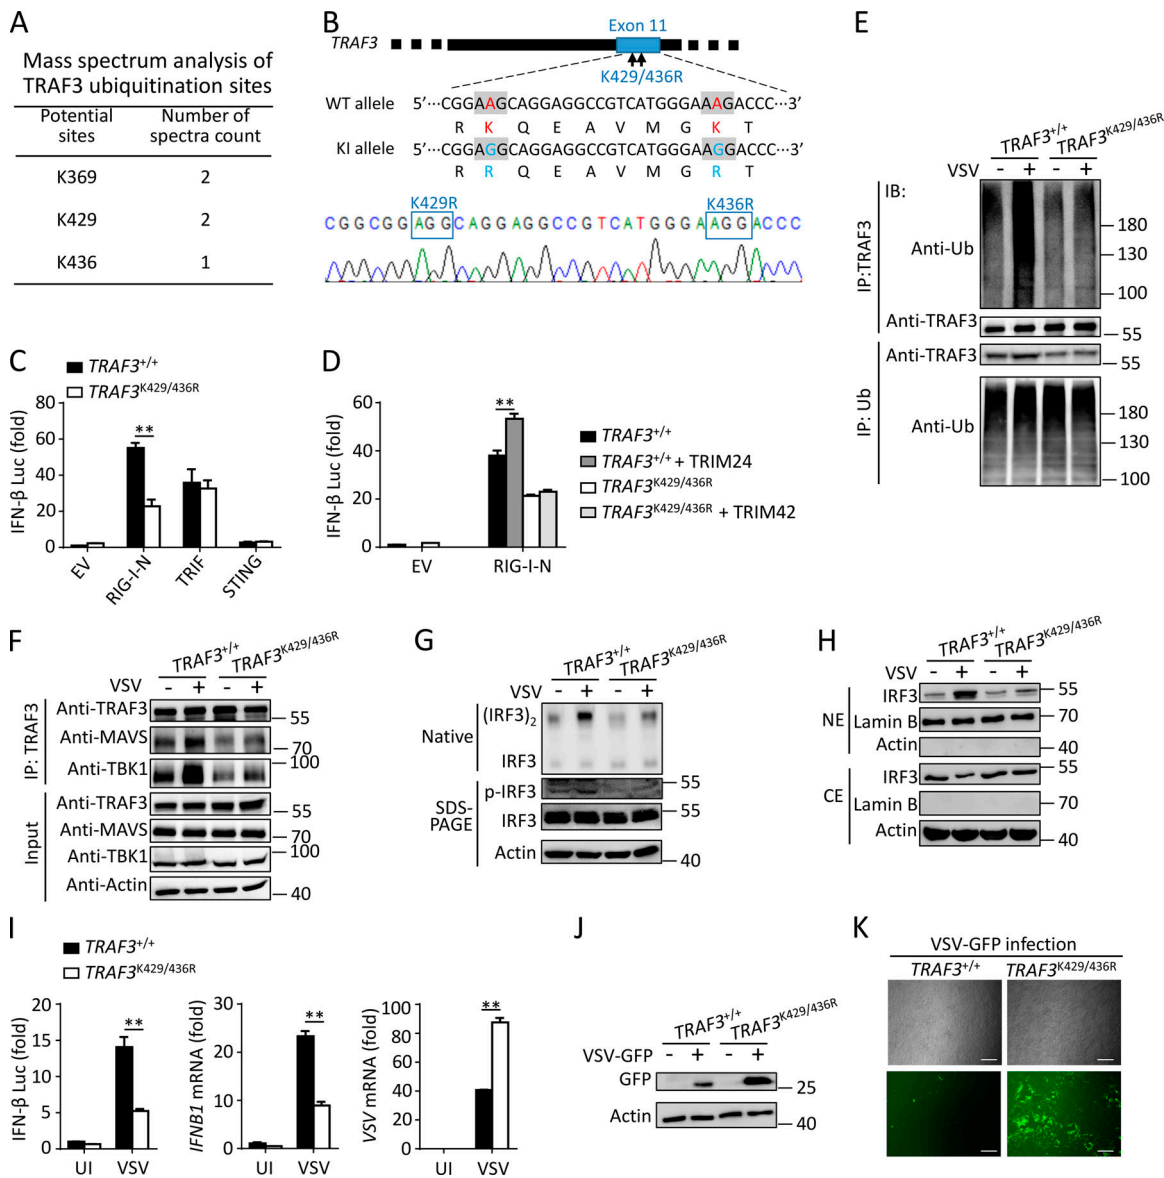 A
Mass spectrum analysis of
TRAF3 ubiquitination sites
Potential sites
Number of spectra count
K369 2
K429 2
K436 1
B
Exon 11
TRAF3
K429/436R
WT allele 5'···CGGAAGCAGGAGGCCGTCATGGGAAAGACCC···3'
R K Q E A V M G K T
KI allele 5'···CGGAGGCAGGAGGCCGTCATGGGAAGGACCC···3'
R R Q E A V M G R T
K429R K436R
CGGCGGAGGCAGGAGGCCGTCATGGGAAGGACCC
C
TRAF3+/+
TRAF3K429/436R
IFN-β Luc (fold)
80
60
40
20
0
**
EV RIG-I-N TRIF STING
D
IFN-β Luc (fold)
60
40
20
0
**
EV RIG-I-N
TRAF3+/+
TRAF3+/+ + TRIM24
TRAF3K429/436R
TRAF3K429/436R + TRIM42
E
TRAF3+/+ TRAF3K429/436R
VSV - + - +
IB:
IP:TRAF3
Anti-Ub
180
130
100
Anti-TRAF3 55
IP: Ub
Anti-TRAF3 55
Anti-Ub
180
130
100
F
TRAF3+/+ TRAF3K429/436R
VSV - + - +
IP: TRAF3
Anti-TRAF3 55
Anti-MAVS 70
Anti-TBK1 100
Input
Anti-TRAF3 55
Anti-MAVS 70
Anti-TBK1 100
Anti-Actin 40
G
TRAF3+/+ TRAF3K429/436R
VSV - + - +
Native
(IRF3)2
IRF3
SDS-PAGE
p-IRF3 55
IRF3 55
Actin 40
H
TRAF3+/+ TRAF3K429/436R
VSV - + - +
NE
IRF3 55
Lamin B 70
Actin 40
CE
IRF3 55
Lamin B 70
Actin 40
I
TRAF3+/+
TRAF3K429/436R
IFN-β Luc (fold)
20
15
10
5
0
**
UI VSV
IFNB1 mRNA (fold)
30
20
10
0
**
UI VSV
VSV mRNA (fold)
100
80
60
40
20
0
**
UI VSV
J
TRAF3+/+ TRAF3K429/436R
VSV-GFP - + - +
GFP 25
Actin 40
K
VSV-GFP infection
TRAF3+/+ TRAF3K429/436R